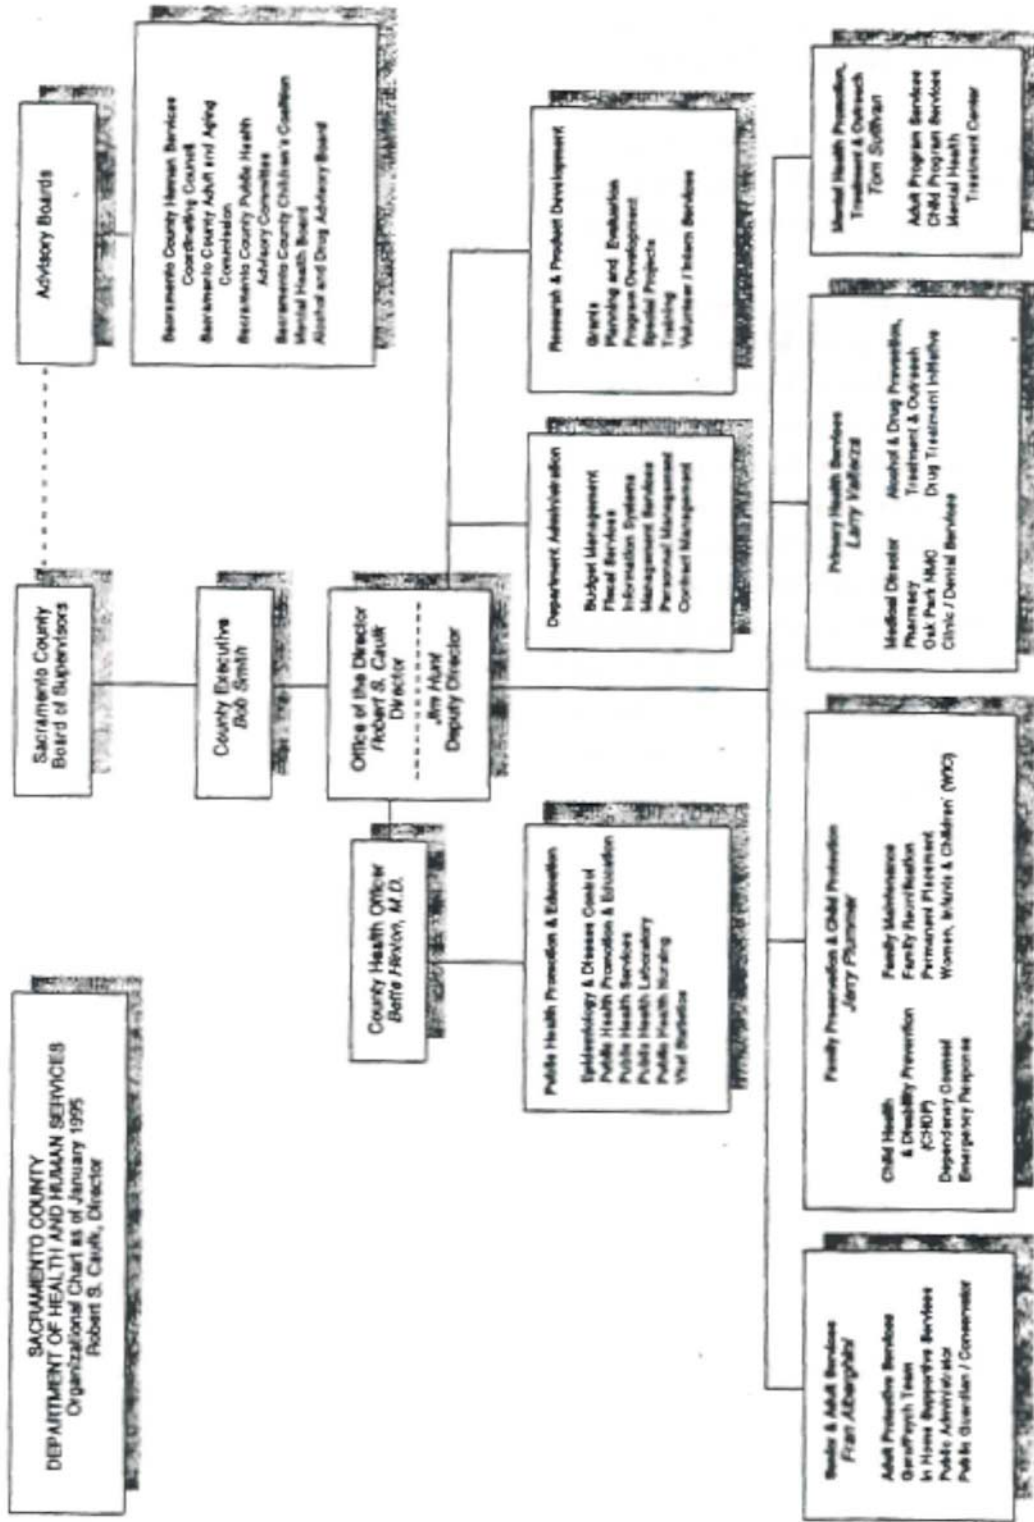 SACRAMENTO COUNTY
DEPARTMENT OF HEALTH AND HUMAN SERVICES
Organizational Chart as of January 1995
Robert S. Caulk, Director
Sacramento County
Board of Supervisors
Advisory Boards
Sacramento County Human Services
Coordinating Council
Sacramento County Adult and Aging
Commission
Sacramento County Public Health
Advisory Committee
Sacramento County Children's Coalition
Mental Health Board
Alcohol and Drug Advisory Board
County Executive
Bob Smith
Office of the Director
Robert S. Caulk
Director
Jim Hunt
Deputy Director
County Health Officer
Bette Hinton, M.D.
Public Health Promotion & Education
Epidemiology & Disease Control
Public Health Promotion & Education
Public Health Services
Public Health Laboratory
Public Health Nursing
Vital Statistics
Department Administration
Budget Management
Fiscal Services
Information Systems
Management Services
Personnel Management
Contract Management
Research & Product Development
Grants
Planning and Evaluation
Program Development
Special Projects
Training
Volunteer / Intern Services
Senior & Adult Services
Fran Alberghini
Adult Protective Services
Gero/Psych Team
In Home Supportive Services
Public Administrator
Public Guardian / Conservator
Family Preservation & Child Protection
Jerry Plummer
Child Health
& Disability Prevention
(CHDP)
Dependency Counsel
Emergency Response
Family Maintenance
Family Reunification
Permanent Placement
Women, Infants & Children' (WIC)
Primary Health Services
Larry
Medical Director
Pharmacy
Oak Park NMC
Clinic / Dental Services
Alcohol & Drug Prevention,
Treatment & Outreach
Drug Treatment Initiative
Mental Health Promotion,
Treatment & Outreach
Tom Sullivan
Adult Program Services
Child Program Services
Mental Health
Treatment Center